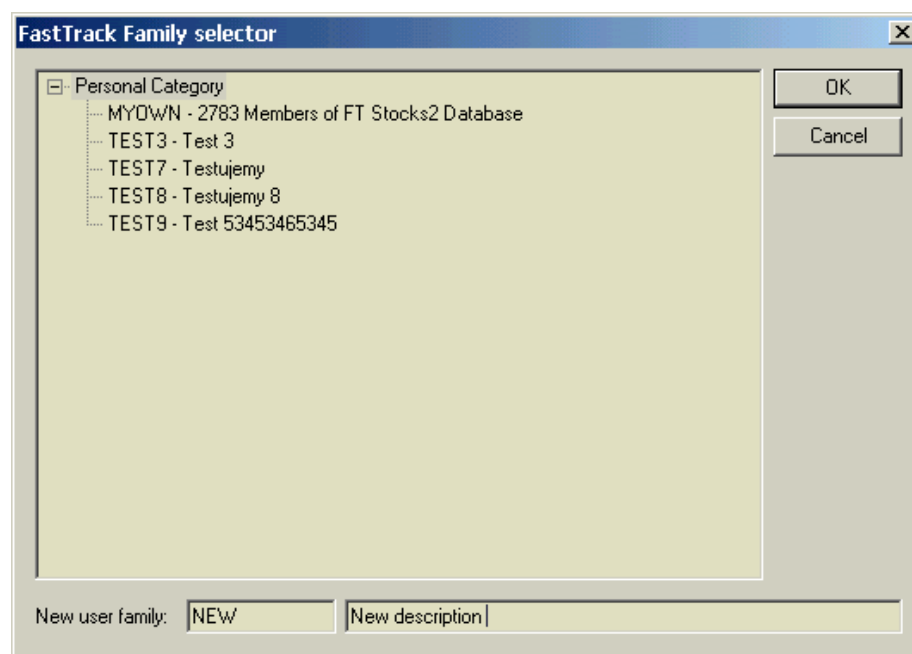 FastTrack Family selector
Personal Category
MYOWN - 2783 Members of FT Stocks2 Database
TEST3 - Test 3
TEST7 - Testujemy
TEST8 - Testujemy 8
TEST9 - Test 53453465345
OK
Cancel
New user family: NEW New description